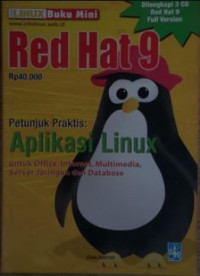 Buku Mini
Dilengkapi 3 CD
Red Hat 9
Full Version
Red Hat 9
Rp40.000
Petunjuk Praktis:
Aplikasi Linux
untuk Office, Internet, Multimedia,
Server Jaringan dan Database